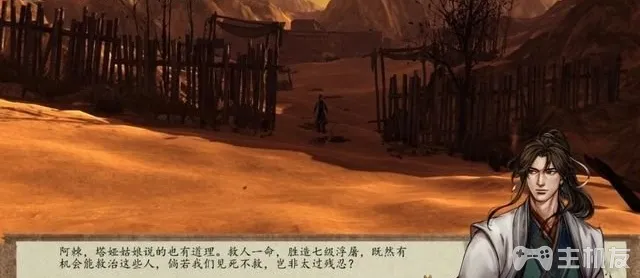 阿棘，塔娅姑娘说的也有道理。救人一命，胜造七级浮屠，既然有
机会能救治这些人，倘若我们见死不救，岂非太过残忍？
主机友